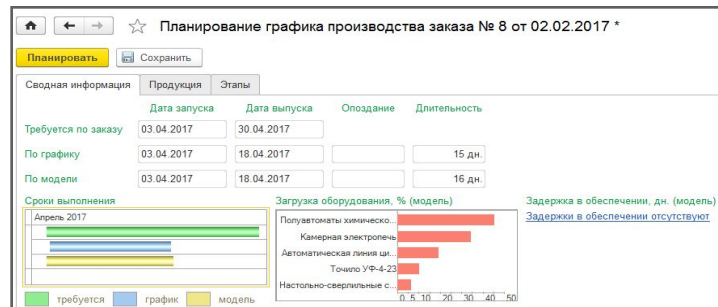 Планирование графика производства заказа № 8 от 02.02.2017 *
Планировать Сохранить
Сводная информация Продукция Этапы
Дата запуска Дата выпуска Опоздание Длительность
Требуется по заказу 03.04.2017 30.04.2017
По графику 03.04.2017 18.04.2017 15 дн.
По модели 03.04.2017 18.04.2017 16 дн.
Сроки выполнения Загрузка оборудования, % (модель) Задержка в обеспечении, дн. (модель)
Апрель 2017 Задержки в обеспечении отсутствуют
Полуавтоматы химическо...
Камерная электропечь
Автоматическая линия ци...
Точило УФ-4-23
Настольно-сверлильные с...
0 5 10 20 30 40 50
требуется график модель